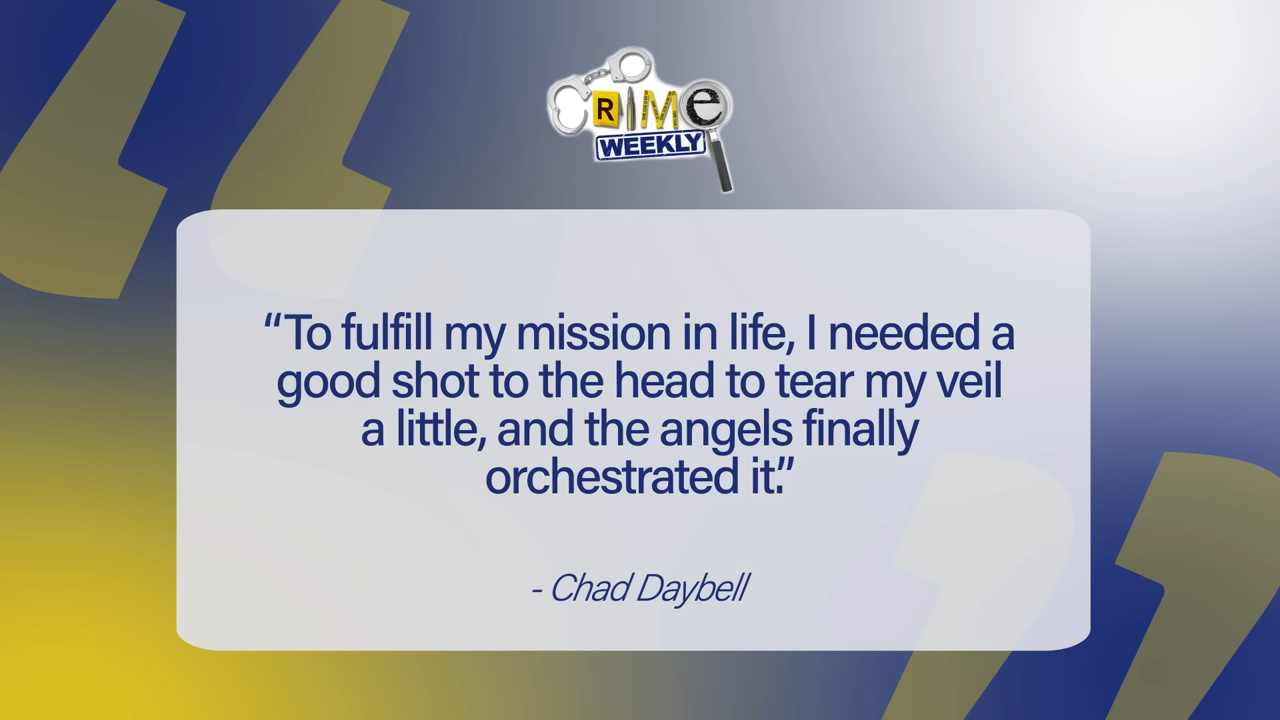 CRIME
WEEKLY
“To fulfill my mission in life, I needed a
good shot to the head to tear my veil
a little, and the angels finally
orchestrated it.”
- Chad Daybell